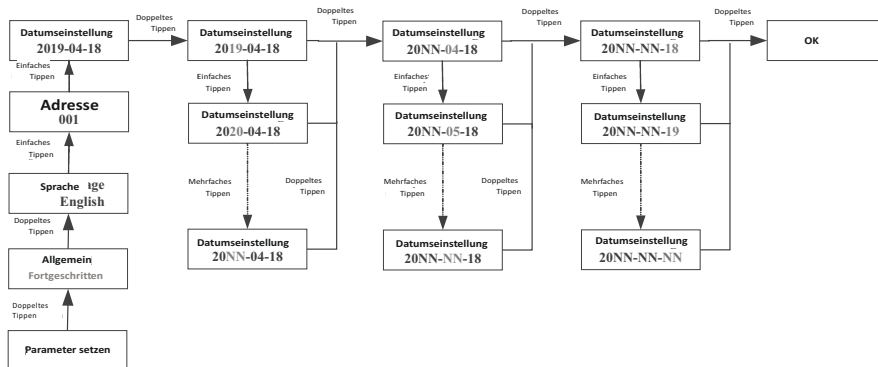 Doppeltes
Tippen
Doppeltes
Tippen
Doppeltes
Tippen
Doppeltes
Tippen
Datumseinstellung
2019-04-18
Datumseinstellung
2019-04-18
Datumseinstellung
20NN-04-18
Datumseinstellung
20NN-NN-18
OK
Einfaches
Tippen
Einfaches
Tippen
Einfaches
Tippen
Einfaches
Tippen
Adresse
001
Datumseinstellung
2020-04-18
Datumseinstellung
20NN-05-18
Datumseinstellung
20NN-NN-19
Einfaches
Tippen
Sprache
English
Mehrfaches
Tippen
Doppeltes
Tippen
Mehrfaches
Tippen
Doppeltes
Tippen
Mehrfaches
Tippen
Doppeltes
Tippen
Doppeltes
Tippen
Datumseinstellung
20NN-04-18
Datumseinstellung
20NN-NN-18
Datumseinstellung
20NN-NN-NN
Allgemein
Fortgeschritten
Doppeltes
Tippen
Parameter setzen